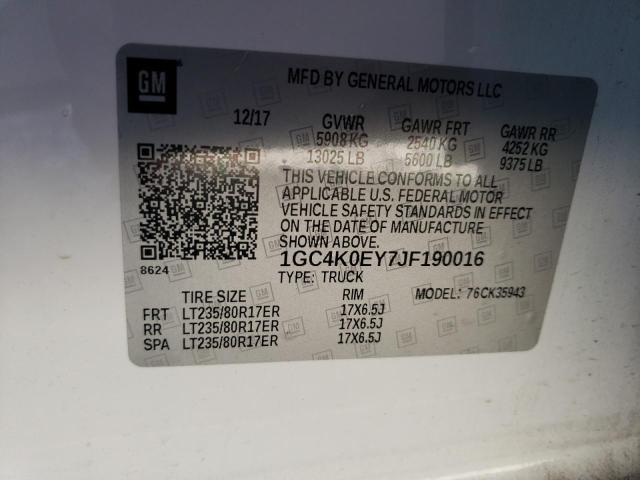 GM
MFD BY GENERAL MOTORS LLC
12/17
GVWR
5908 KG
13025 LB
GAWR FRT
2540 KG
5600 LB
GAWR RR
4252 KG
9375 LB
THIS VEHICLE CONFORMS TO ALL
APPLICABLE U.S. FEDERAL MOTOR
VEHICLE SAFETY STANDARDS IN EFFECT
ON THE DATE OF MANUFACTURE
SHOWN ABOVE.
8624
1GC4K0EY7JF190016
TYPE: TRUCK
TIRE SIZE RIM MODEL: 76CK35943
FRT LT235/80R17ER 17X6.5J
RR LT235/80R17ER 17X6.5J
SPA LT235/80R17ER 17X6.5J